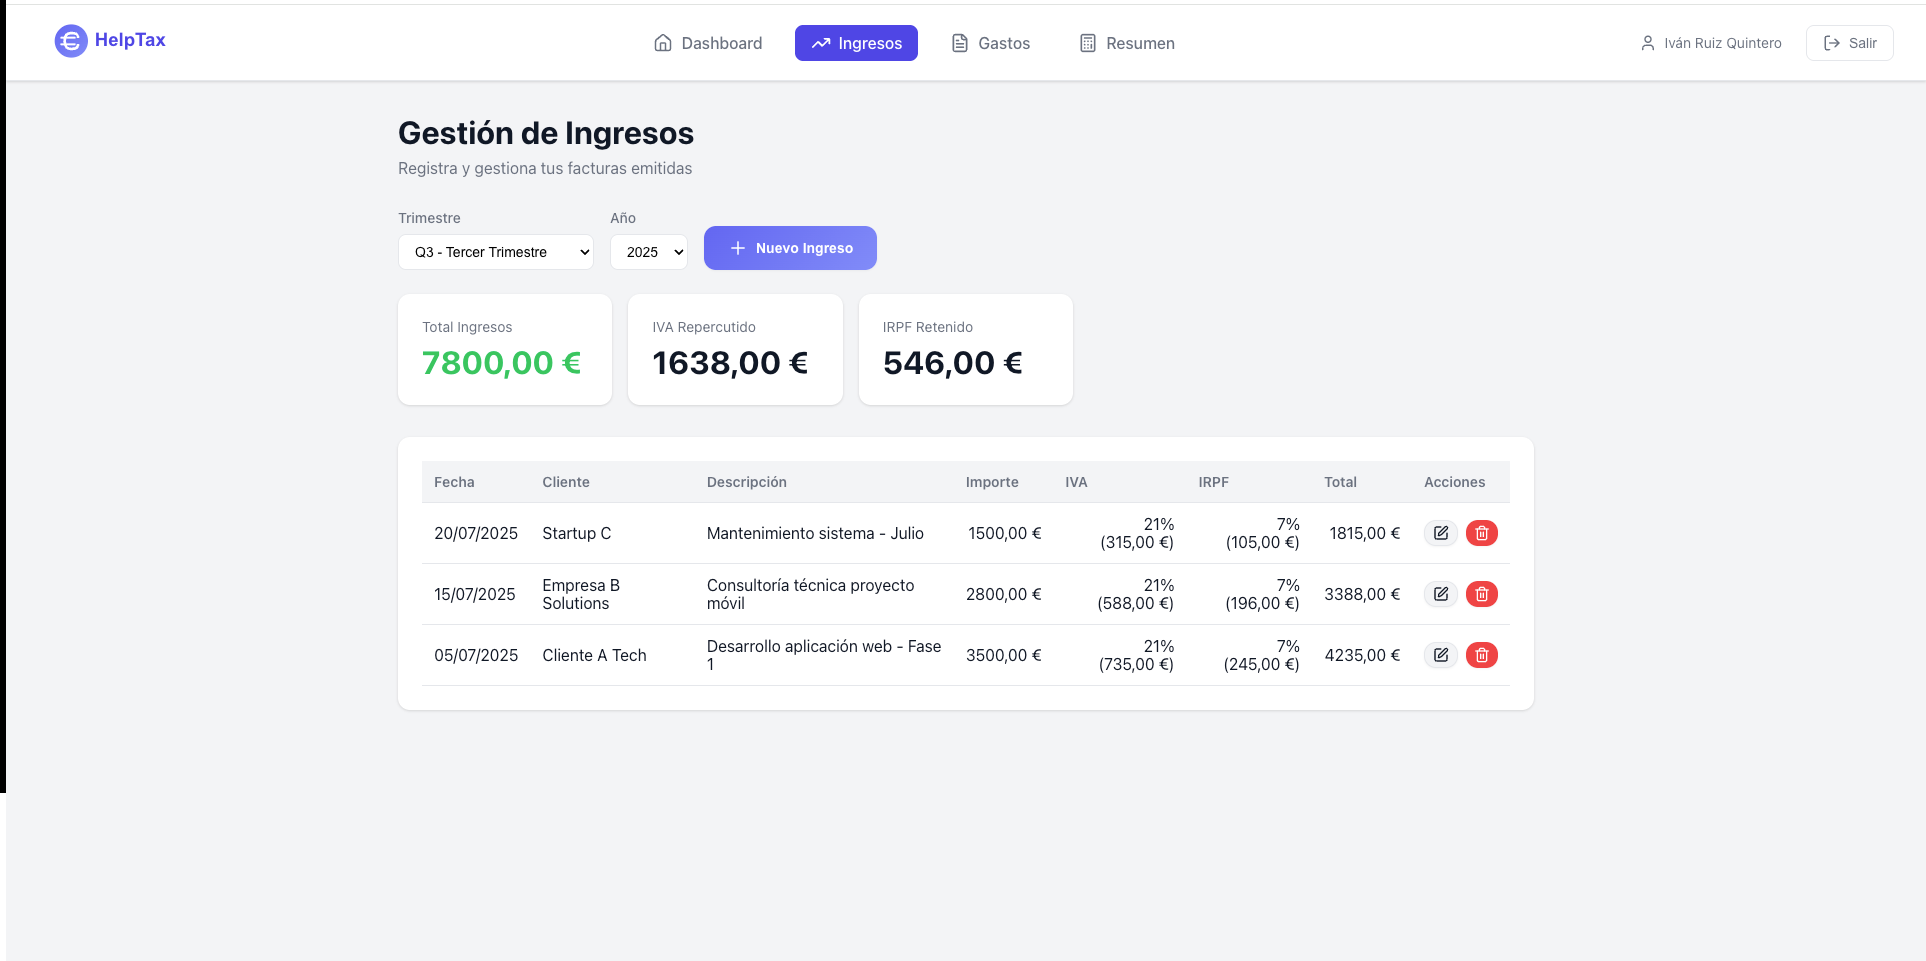 HelpTax
Dashboard
Ingresos
Gastos
Resumen
Iván Ruiz Quintero
Salir
Gestión de Ingresos
Registra y gestiona tus facturas emitidas
Trimestre
Año
Q3 - Tercer Trimestre
2025
Nuevo Ingreso
Total Ingresos
7800,00 €
IVA Repercutido
1638,00 €
IRPF Retenido
546,00 €
Fecha Cliente Descripción Importe IVA IRPF Total Acciones
20/07/2025 Startup C Mantenimiento sistema - Julio 1500,00 € 21% 7% 1815,00 €
(315,00 €) (105,00 €)
15/07/2025 Empresa B Consultoría técnica proyecto 2800,00 € 21% 7% 3388,00 €
Solutions móvil (588,00 €) (196,00 €)
05/07/2025 Cliente A Tech Desarrollo aplicación web - Fase 3500,00 € 21% 7% 4235,00 €
1 (735,00 €) (245,00 €)